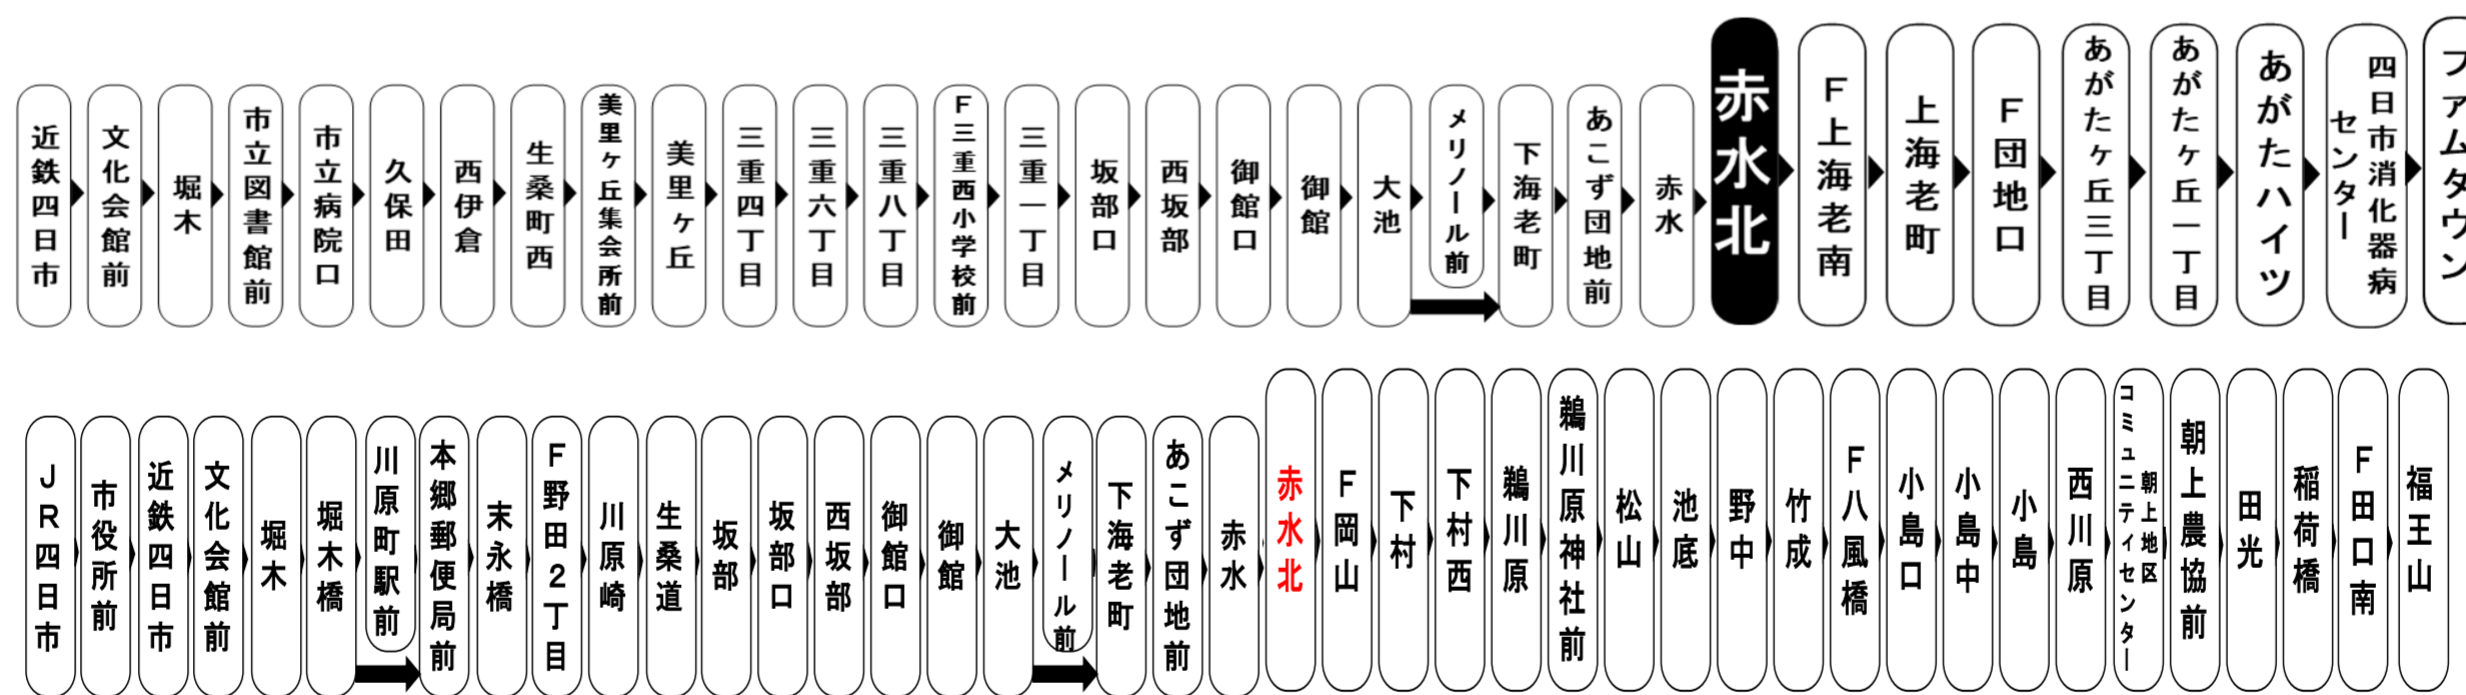 近鉄四日市
文化会館前
堀木
市立図書館前
市立病院口
久保田
西伊倉
生桑町西
美里ヶ丘集会所前
美里ヶ丘
三重四丁目
三重六丁目
三重八丁目
F三重西小学校前
三重一丁目
坂部口
西坂部
御館口
御館
大池
メリノール前
下海老町
あこず団地前
赤水
赤水北
F上海老南
上海老町
F団地口
あがたヶ丘三丁目
あがたヶ丘一丁目
あがたハイツ
四日市消化器病
センター
ファムタウン
JR四日市
市役所前
近鉄四日市
文化会館前
堀木
堀木橋
川原町駅前
本郷郵便局前
末永橋
F野田2丁目
川原崎
生桑道
坂部
坂部口
西坂部
御館口
御館
大池
メリノール前
下海老町
あこず団地前
赤水
赤水北
F岡山
下村
下村西
鵜川原
鵜川原神社前
松山
池底
野中
竹成
F八風橋
小島口
小島中
小島
西川原
朝上地区
コミュニティセンター
朝上農協前
田光
稲荷橋
F田口南
福王山